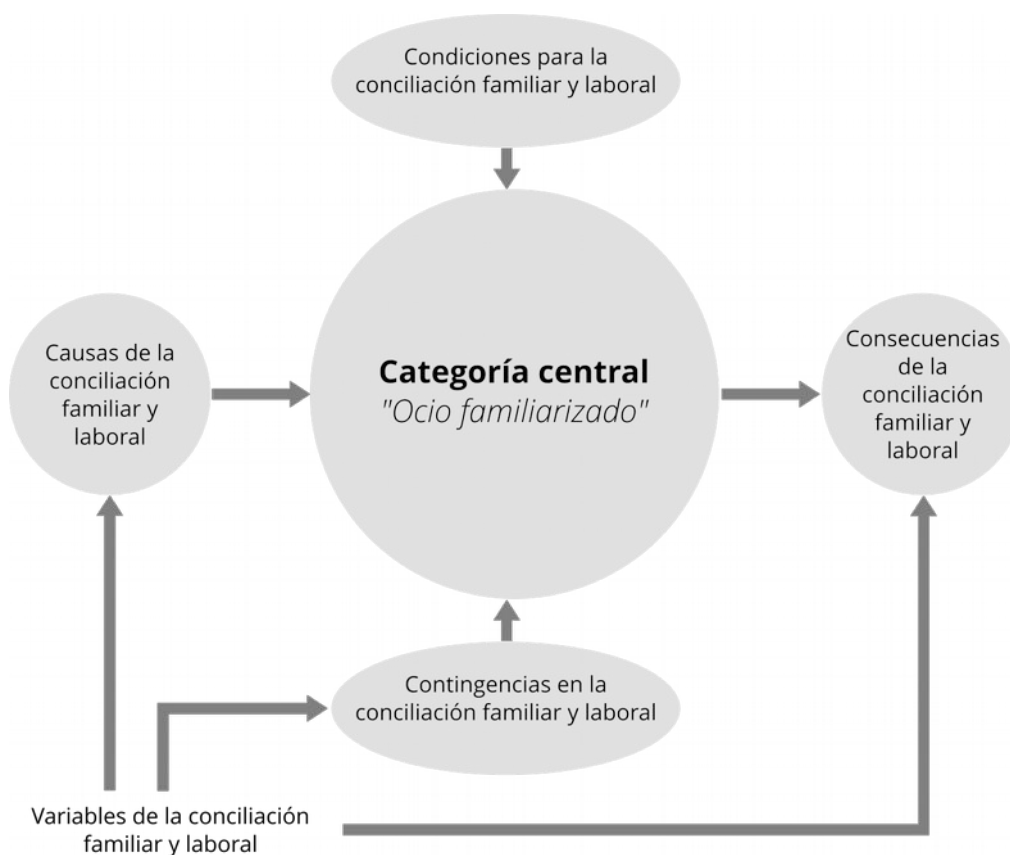 Condiciones para la
conciliación familiar y laboral
Causas de la
conciliación
familiar y
laboral
Categoría central
"Ocio familiarizado"
Consecuencias
de la
conciliación
familiar y
laboral
Contingencias en la
conciliación familiar y laboral
Variables de la conciliación
familiar y laboral